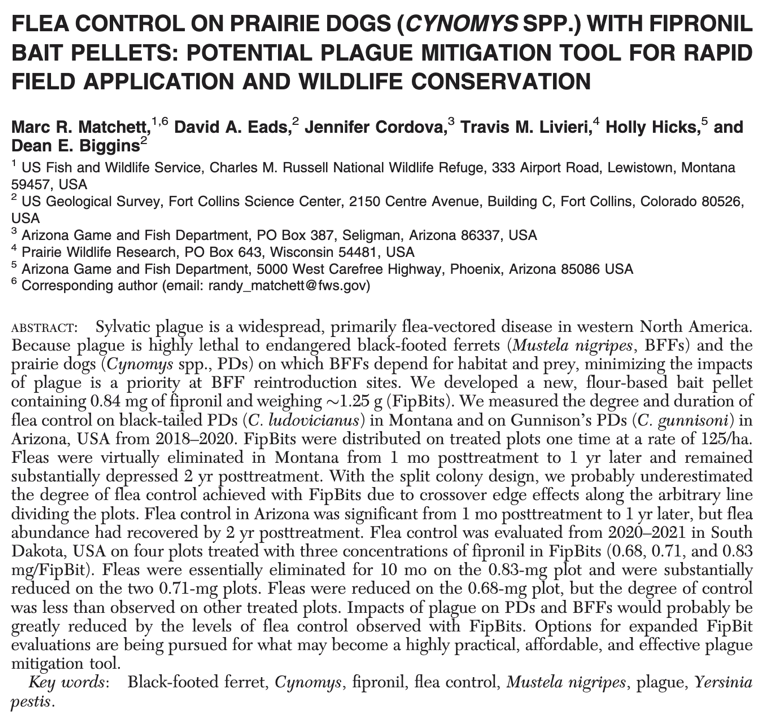 FLEA CONTROL ON PRAIRIE DOGS (CYNOMYS SPP.) WITH FIPRONIL
BAIT PELLETS: POTENTIAL PLAGUE MITIGATION TOOL FOR RAPID
FIELD APPLICATION AND WILDLIFE CONSERVATION
Marc R. Matchett,1,6 David A. Eads,2 Jennifer Cordova,3 Travis M. Livieri,4 Holly Hicks,5 and
Dean E. Biggins2
1 US Fish and Wildlife Service, Charles M. Russell National Wildlife Refuge, 333 Airport Road, Lewistown, Montana
59457, USA
2 US Geological Survey, Fort Collins Science Center, 2150 Centre Avenue, Building C, Fort Collins, Colorado 80526,
USA
3 Arizona Game and Fish Department, PO Box 387, Seligman, Arizona 86337, USA
4 Prairie Wildlife Research, PO Box 643, Wisconsin 54481, USA
5 Arizona Game and Fish Department, 5000 West Carefree Highway, Phoenix, Arizona 85086 USA
6 Corresponding author (email: randy_matchett@fws.gov)
ABSTRACT: Sylvatic plague is a widespread, primarily flea-vectored disease in western North America.
Because plague is highly lethal to endangered black-footed ferrets (Mustela nigripes, BFFs) and the
prairie dogs (Cynomys spp., PDs) on which BFFs depend for habitat and prey, minimizing the impacts
of plague is a priority at BFF reintroduction sites. We developed a new, flour-based bait pellet
containing 0.84 mg of fipronil and weighing ~1.25 g (FipBits). We measured the degree and duration of
flea control on black-tailed PDs (C. ludovicianus) in Montana and on Gunnison's PDs (C. gunnisoni) in
Arizona, USA from 2018–2020. FipBits were distributed on treated plots one time at a rate of 125/ha.
Fleas were virtually eliminated in Montana from 1 mo posttreatment to 1 yr later and remained
substantially depressed 2 yr posttreatment. With the split colony design, we probably underestimated
the degree of flea control achieved with FipBits due to crossover edge effects along the arbitrary line
dividing the plots. Flea control in Arizona was significant from 1 mo posttreatment to 1 yr later, but flea
abundance had recovered by 2 yr posttreatment. Flea control was evaluated from 2020–2021 in South
Dakota, USA on four plots treated with three concentrations of fipronil in FipBits (0.68, 0.71, and 0.83
mg/FipBit). Fleas were essentially eliminated for 10 mo on the 0.83-mg plot and were substantially
reduced on the two 0.71-mg plots. Fleas were reduced on the 0.68-mg plot, but the degree of control
was less than observed on other treated plots. Impacts of plague on PDs and BFFs would probably be
greatly reduced by the levels of flea control observed with FipBits. Options for expanded FipBit
evaluations are being pursued for what may become a highly practical, affordable, and effective plague
mitigation tool.
Key words: Black-footed ferret, Cynomys, fipronil, flea control, Mustela nigripes, plague, Yersinia
pestis.